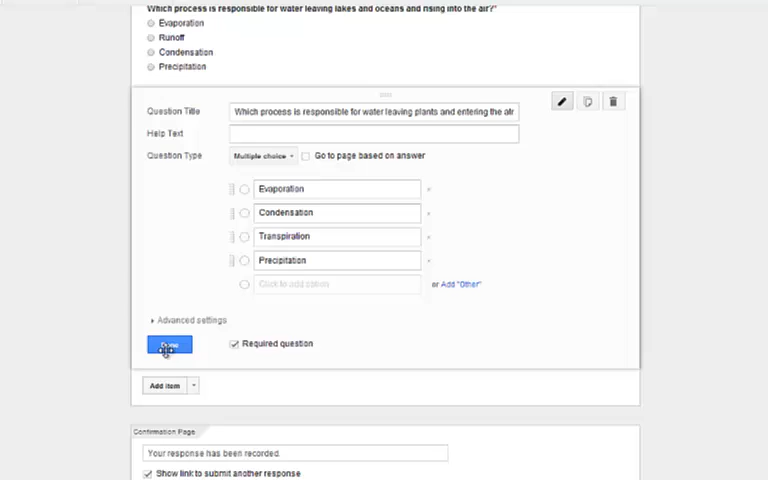 Which process is responsible for water leaving lakes and oceans and rising into the air?*
Evaporation
Runoff
Condensation
Precipitation
Question Title
Which process is responsible for water leaving plants and entering the air
Help Text
Question Type
Multiple choice
Go to page based on answer
Evaporation
Condensation
Transpiration
Precipitation
Click to add option
or Add "Other"
Advanced settings
Done
Required question
Add item
Confirmation Page
Your response has been recorded.
Show link to submit another response